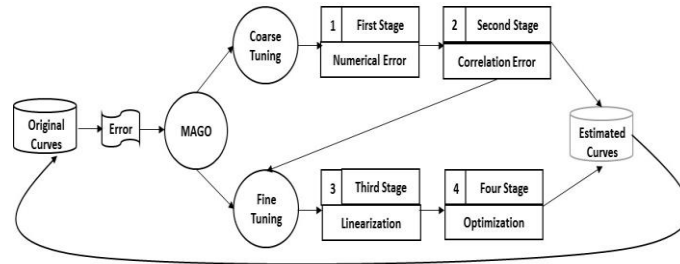 Coarse
Tuning
1 First Stage
Numerical Error
2 Second Stage
Correlation Error
Original
Curves
Error
MAGO
Estimated
Curves
Fine
Tuning
3 Third Stage
Linearization
4 Four Stage
Optimization